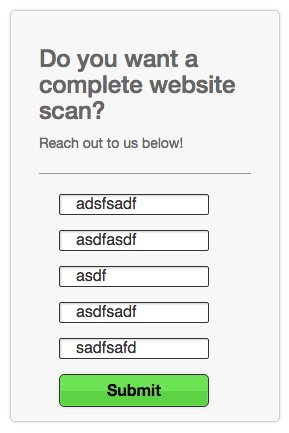 Do you want a
complete website
scan?
Reach out to us below!
adsfsadf
asdfasdf
asdf
asdfsadf
sadfsafd
Submit